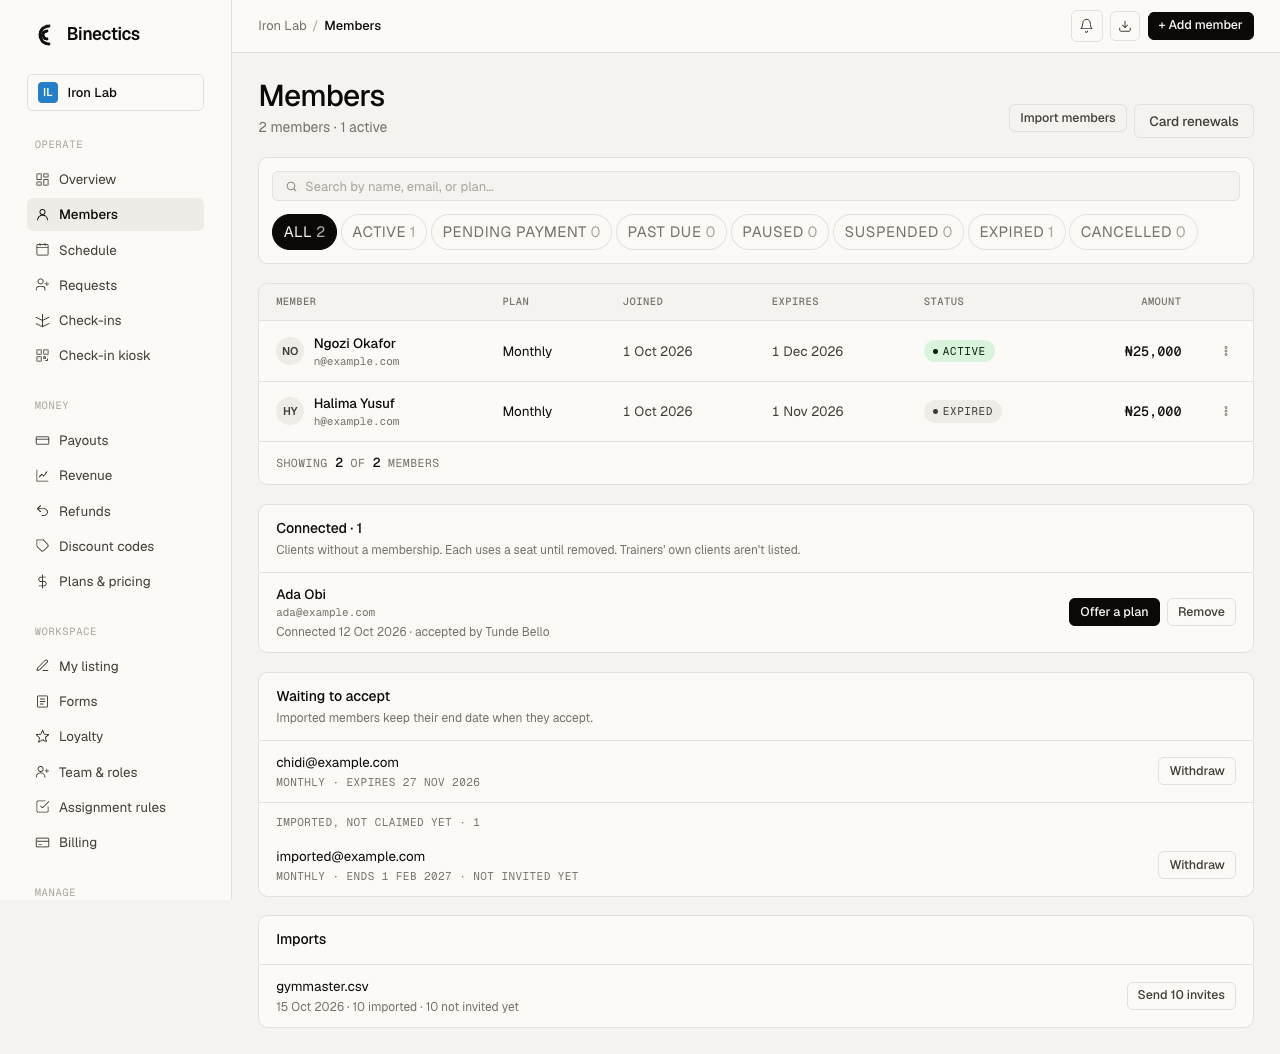 Binectics
Iron Lab / Members
+ Add member
IL Iron Lab
OPERATE
Overview
Members
Schedule
Requests
Check-ins
Check-in kiosk
MONEY
Payouts
Revenue
Refunds
Discount codes
Plans & pricing
WORKSPACE
My listing
Forms
Loyalty
Team & roles
Assignment rules
Billing
MANAGE
Members
2 members · 1 active
Import members
Card renewals
Search by name, email, or plan…
ALL 2 ACTIVE 1 PENDING PAYMENT 0 PAST DUE 0 PAUSED 0 SUSPENDED 0 EXPIRED 1 CANCELLED 0
MEMBER PLAN JOINED EXPIRES STATUS AMOUNT
NO Ngozi Okafor Monthly 1 Oct 2026 1 Dec 2026 ACTIVE ₦25,000
n@example.com
HY Halima Yusuf Monthly 1 Oct 2026 1 Nov 2026 EXPIRED ₦25,000
h@example.com
SHOWING 2 OF 2 MEMBERS
Connected · 1
Clients without a membership. Each uses a seat until removed. Trainers' own clients aren't listed.
Ada Obi
ada@example.com
Connected 12 Oct 2026 · accepted by Tunde Bello
Offer a plan
Remove
Waiting to accept
Imported members keep their end date when they accept.
chidi@example.com
MONTHLY · EXPIRES 27 NOV 2026
Withdraw
IMPORTED, NOT CLAIMED YET · 1
imported@example.com
MONTHLY · ENDS 1 FEB 2027 · NOT INVITED YET
Withdraw
Imports
gymmaster.csv
15 Oct 2026 · 10 imported · 10 not invited yet
Send 10 invites